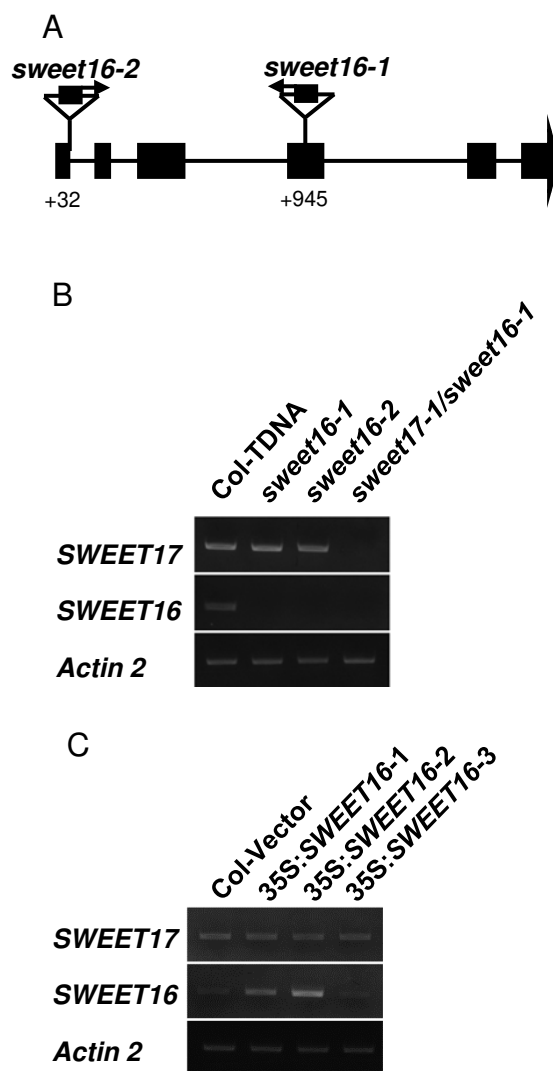 A
sweet16-2
sweet16-1
+32
+945
B
Col-TDNA
sweet16-1
sweet16-2
sweet17-1/sweet16-1
SWEET17
SWEET16
Actin 2
C
Col-Vector
35S:SWEET16-1
35S:SWEET16-2
35S:SWEET16-3
SWEET17
SWEET16
Actin 2